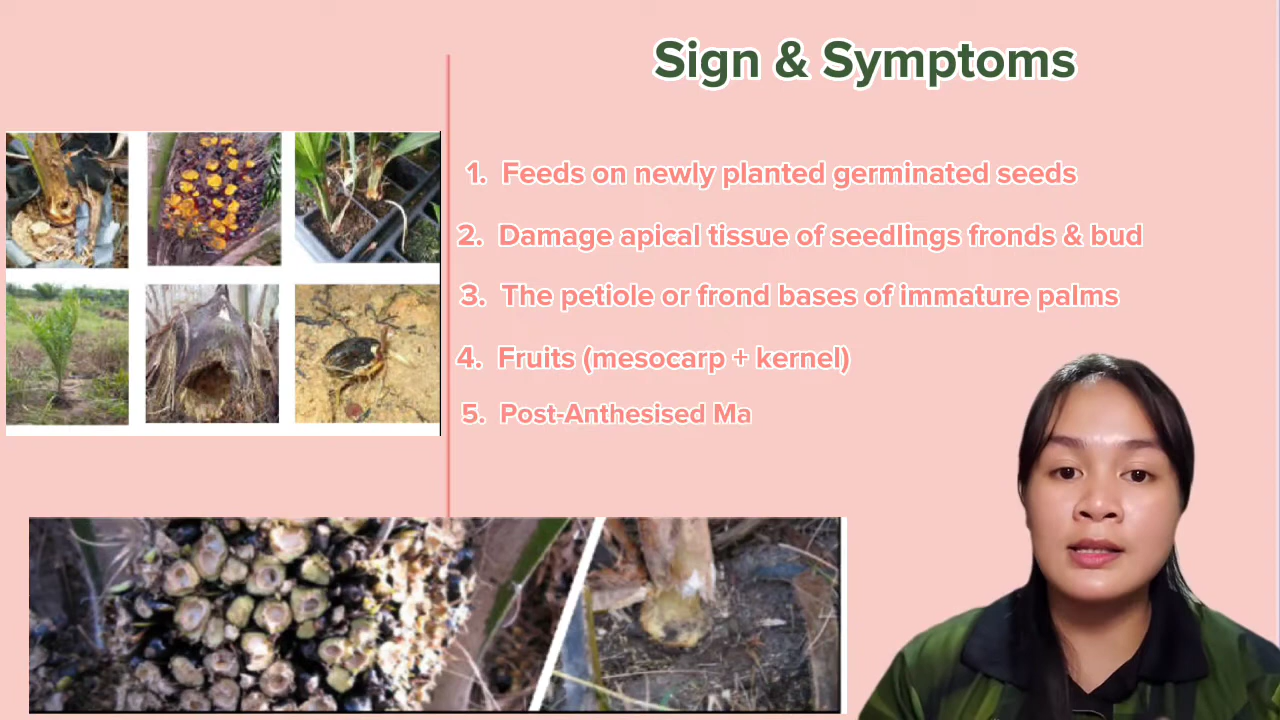 Sign & Symptoms
1. Feeds on newly planted germinated seeds
2. Damage apical tissue of seedlings fronds & bud
3. The petiole or frond bases of immature palms
4. Fruits (mesocarp + kernel)
5. Post-Anthesised Ma